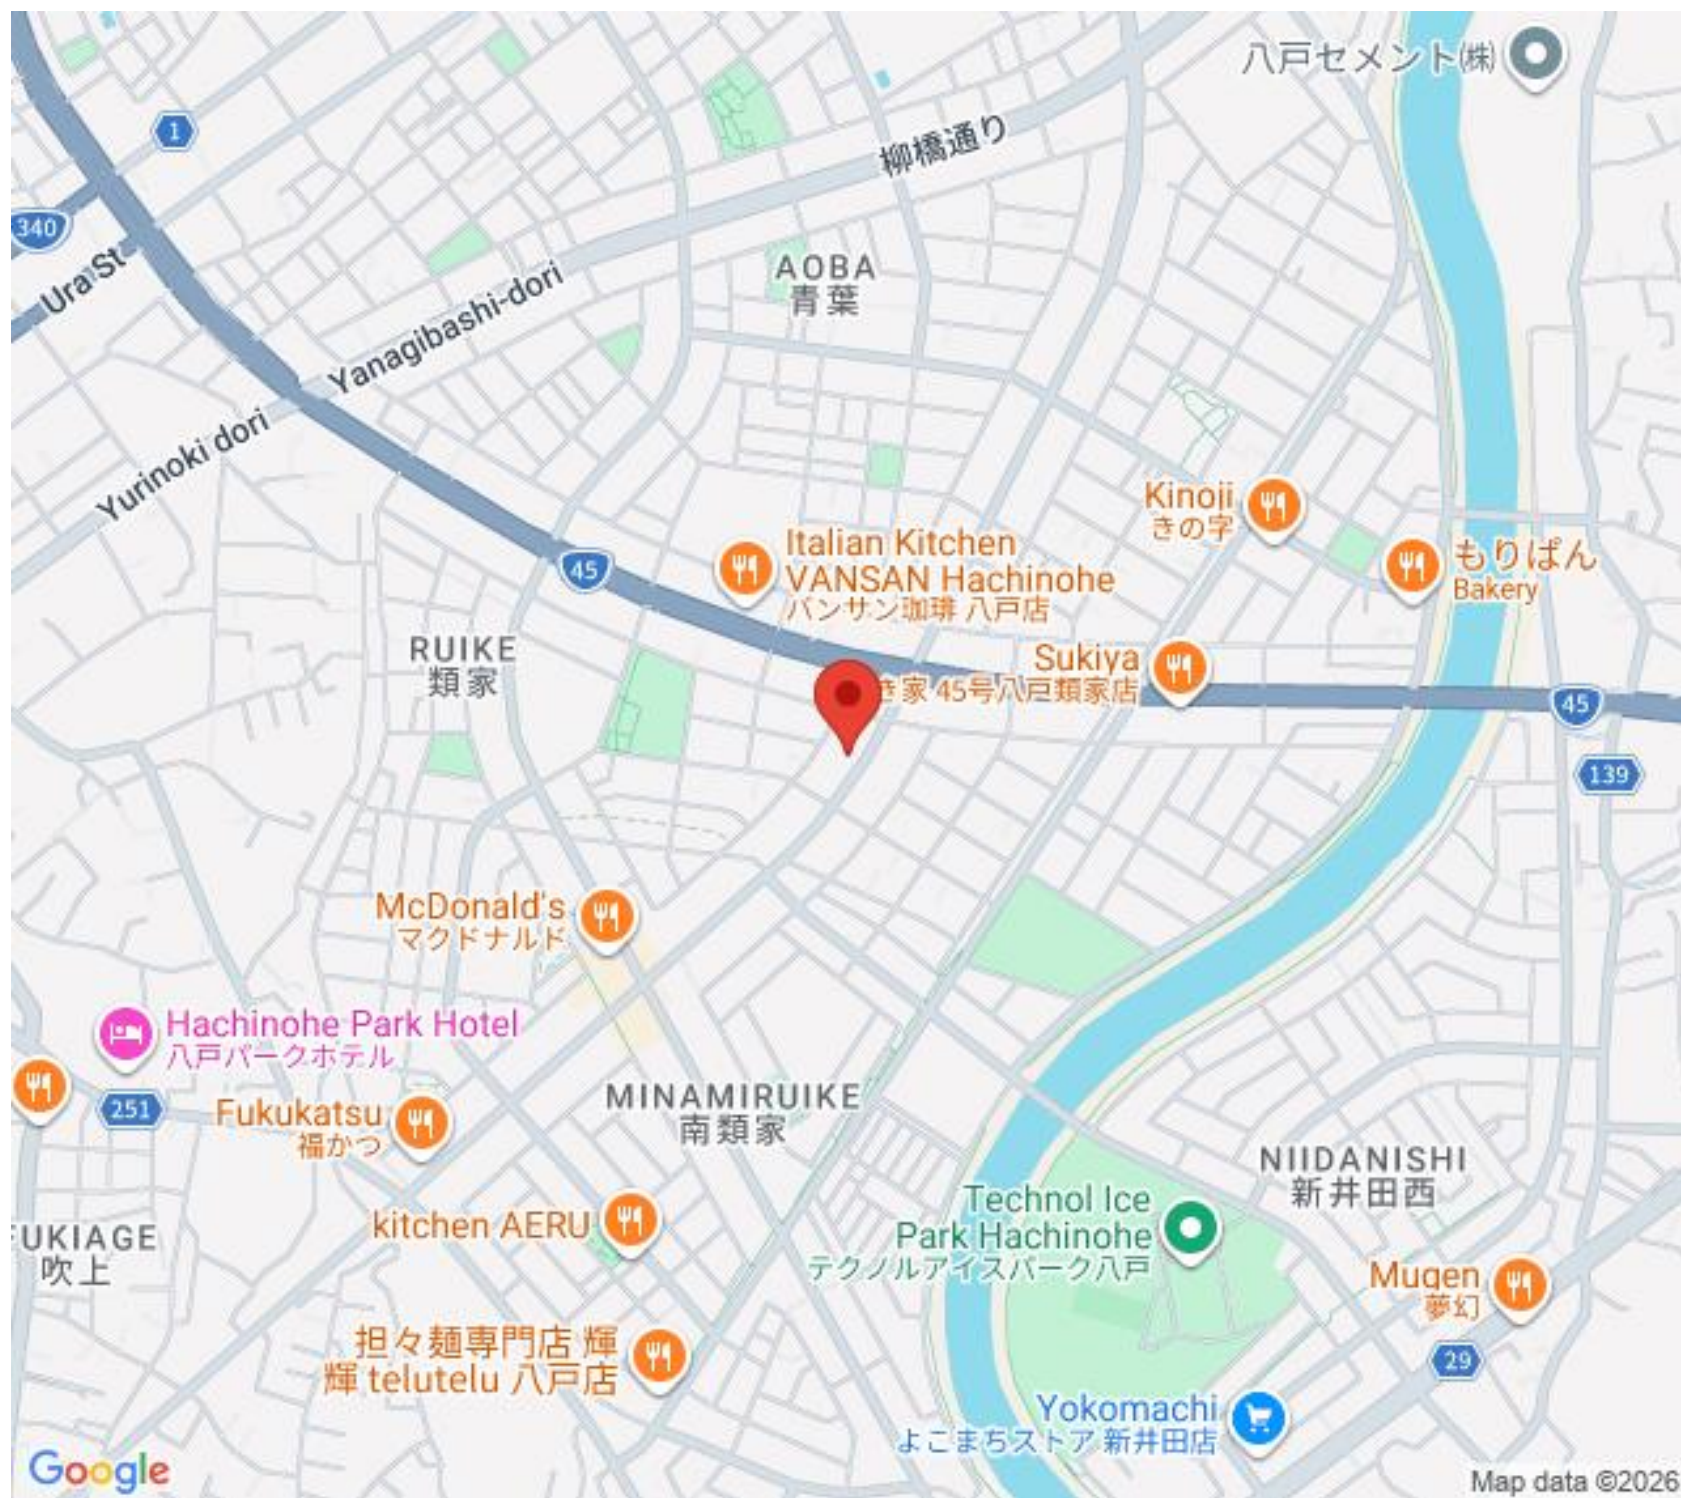 八戸セメント㈱
1
柳橋通り
340
Ura St
AOBA
青葉
Yanagibashi-dori
Yurinoki dori
Kinoji
きの字
Italian Kitchen
VANSAN Hachinohe
バンサン珈琲 八戸店
もりぱん
Bakery
45
RUIKE
類家
Sukiya
き家 45号八戸類家店
45
139
McDonald's
マクドナルド
Hachinohe Park Hotel
八戸パークホテル
251
Fukukatsu
福かつ
MINAMIRUIKE
南類家
NIIDANISHI
新井田西
Technol Ice
Park Hachinohe
テクノルアイスパーク八戸
kitchen AERU
FUKIAGE
吹上
Mugen
夢幻
担々麺専門店 輝
輝 telutelu 八戸店
29
Yokomachi
よこまちストア 新井田店
Google
Map data ©2026